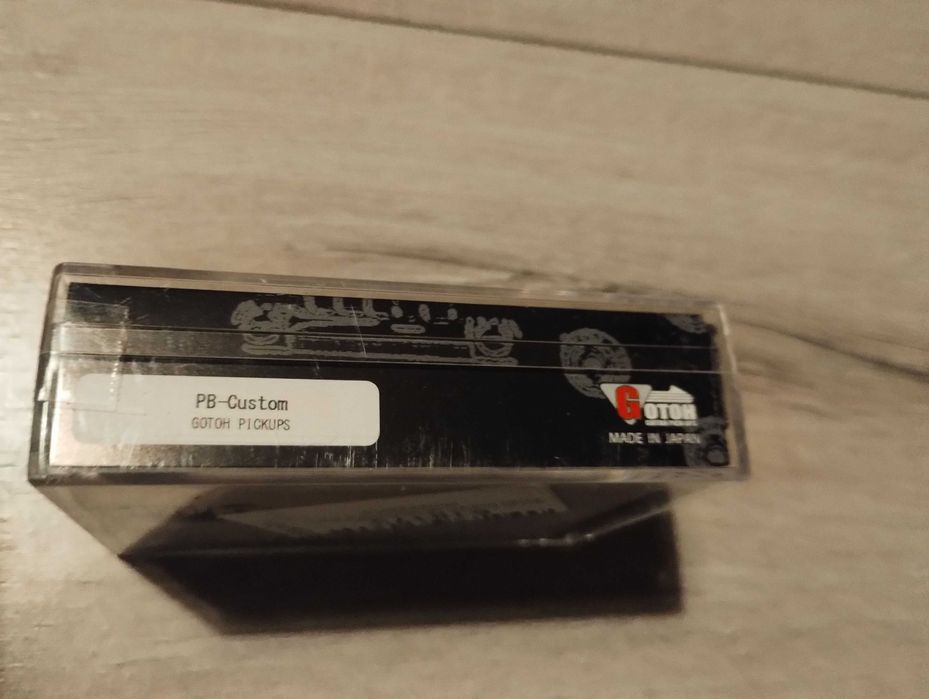 PB-Custom
GOTOH PICKUPS
GOTOH
MADE IN JAPAN